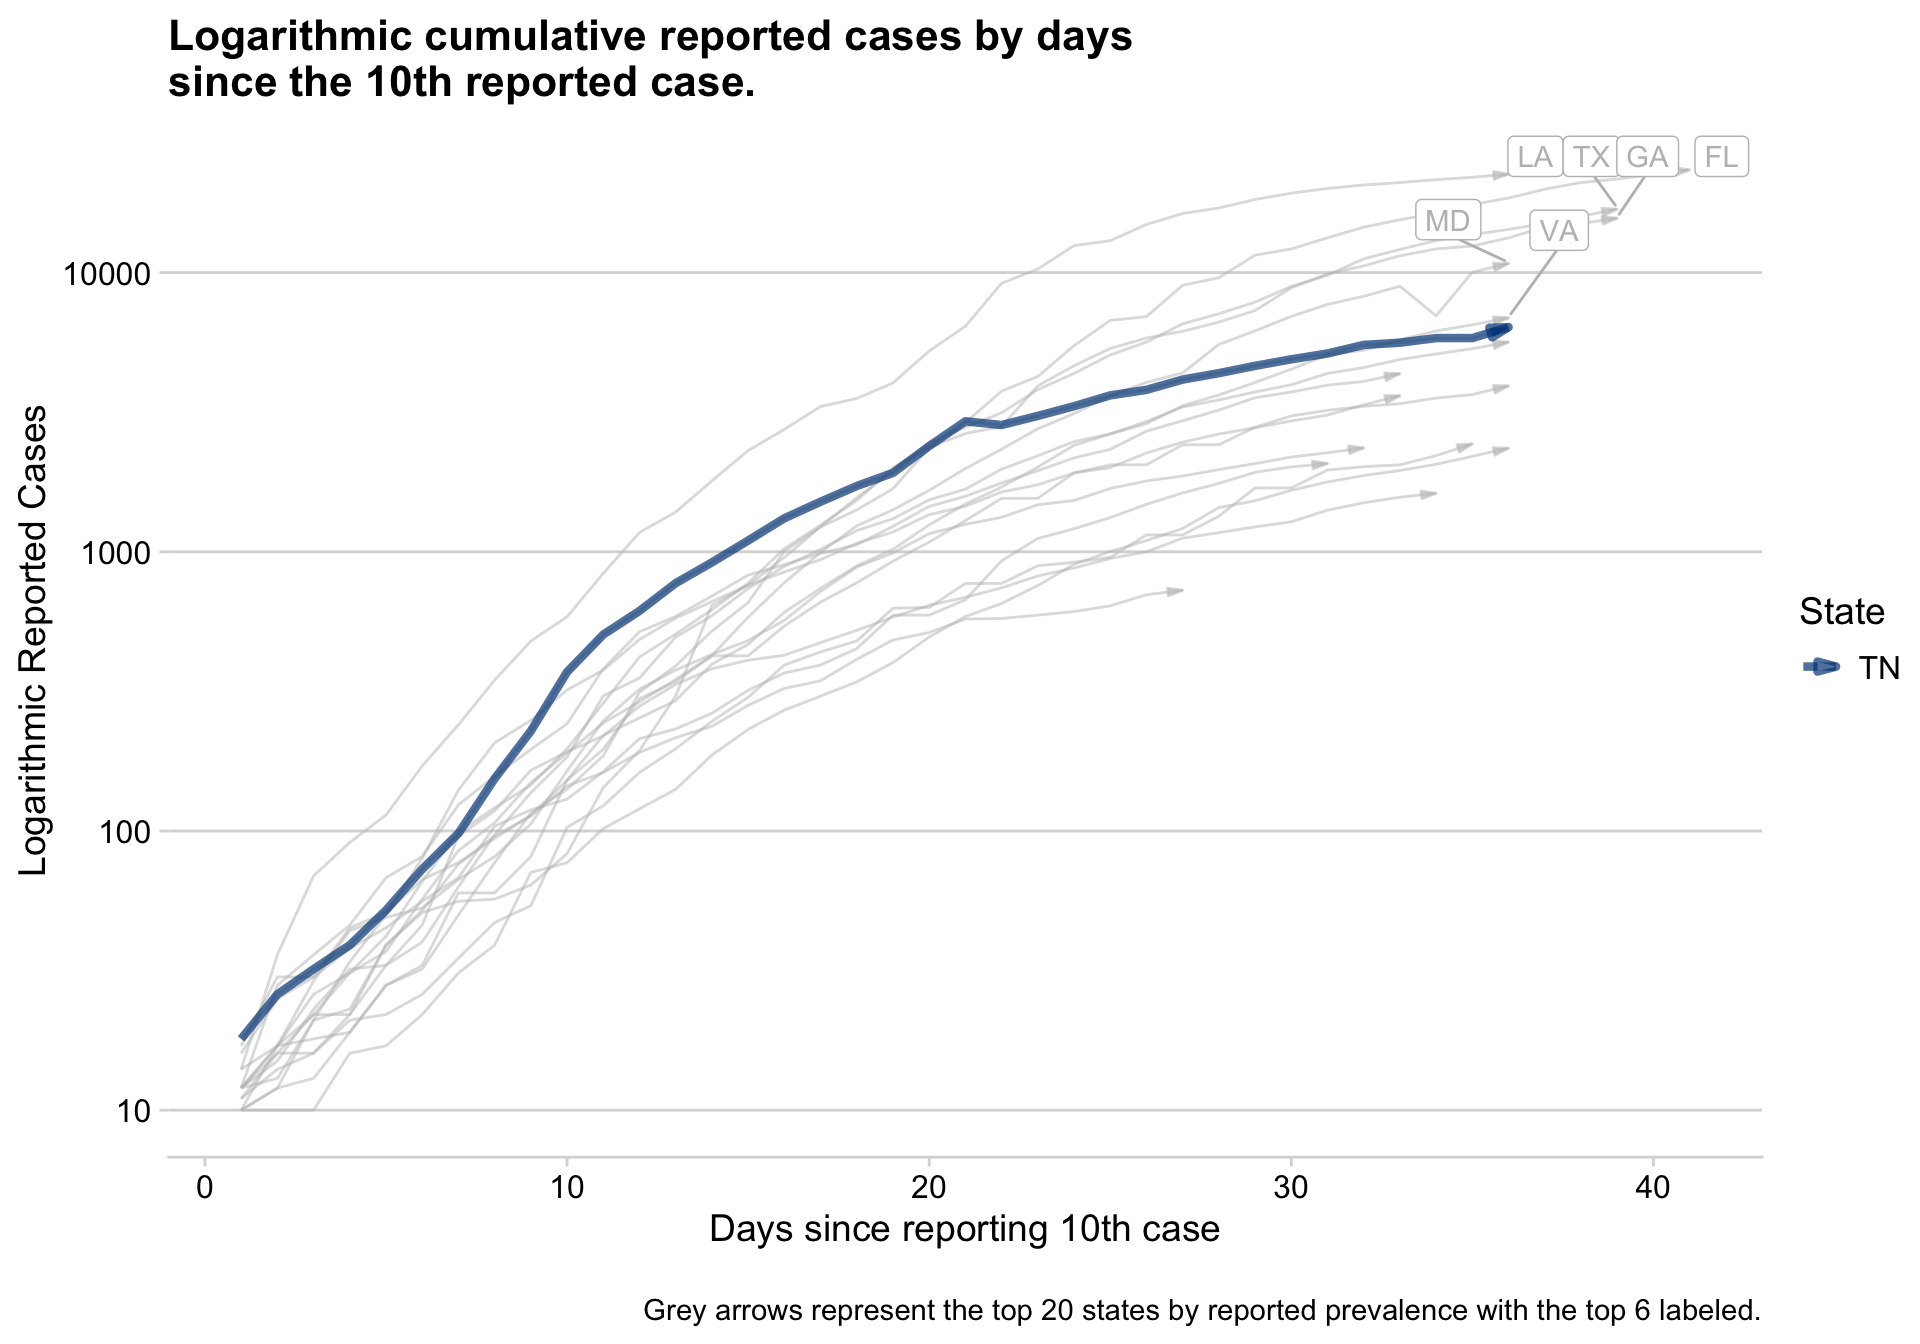 Logarithmic cumulative reported cases by days
since the 10th reported case.
LA TX GA FL
MD VA
10000
1000
100
10
Logarithmic Reported Cases
State
TN
0 10 20 30 40
Days since reporting 10th case
Grey arrows represent the top 20 states by reported prevalence with the top 6 labeled.